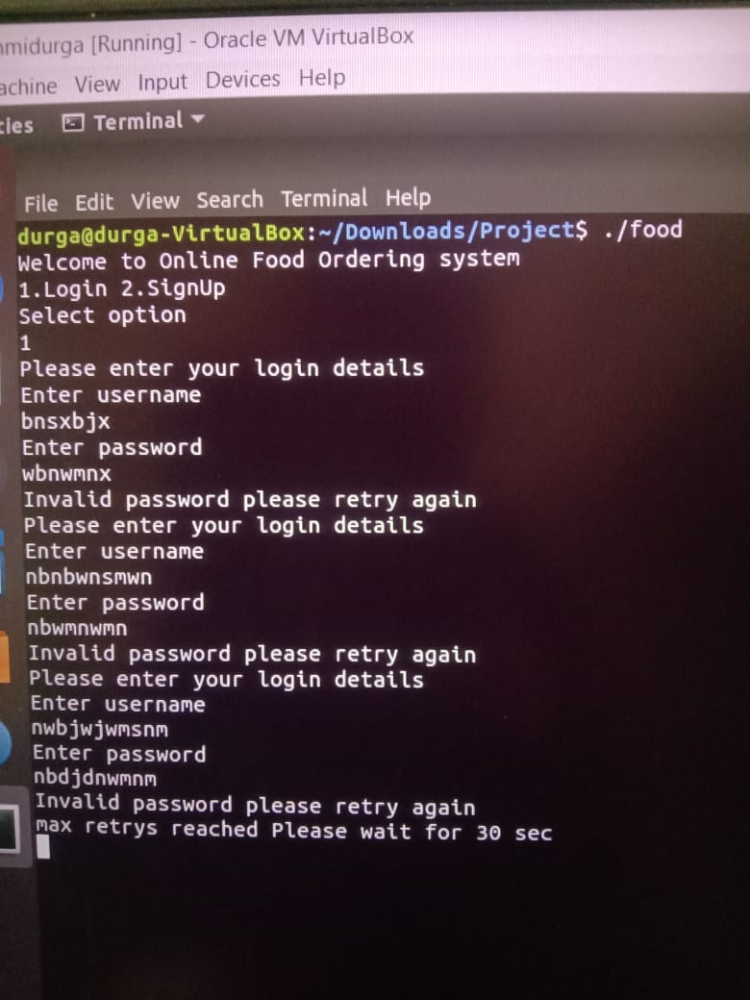 midurga [Running] - Oracle VM VirtualBox
achine View Input Devices Help
ties Terminal
File Edit View Search Terminal Help
durga@durga-VirtualBox:~/Downloads/Project$ ./food
Welcome to Online Food Ordering system
1.Login 2.SignUp
Select option
1
Please enter your login details
Enter username
bnsxbjx
Enter password
wbnwmnx
Invalid password please retry again
Please enter your login details
Enter username
nbnbwnsmwn
Enter password
nbwmnwmn
Invalid password please retry again
Please enter your login details
Enter username
nwbjwjwmsnm
Enter password
nbdjdnwmnm
Invalid password please retry again
max retrys reached Please wait for 30 sec